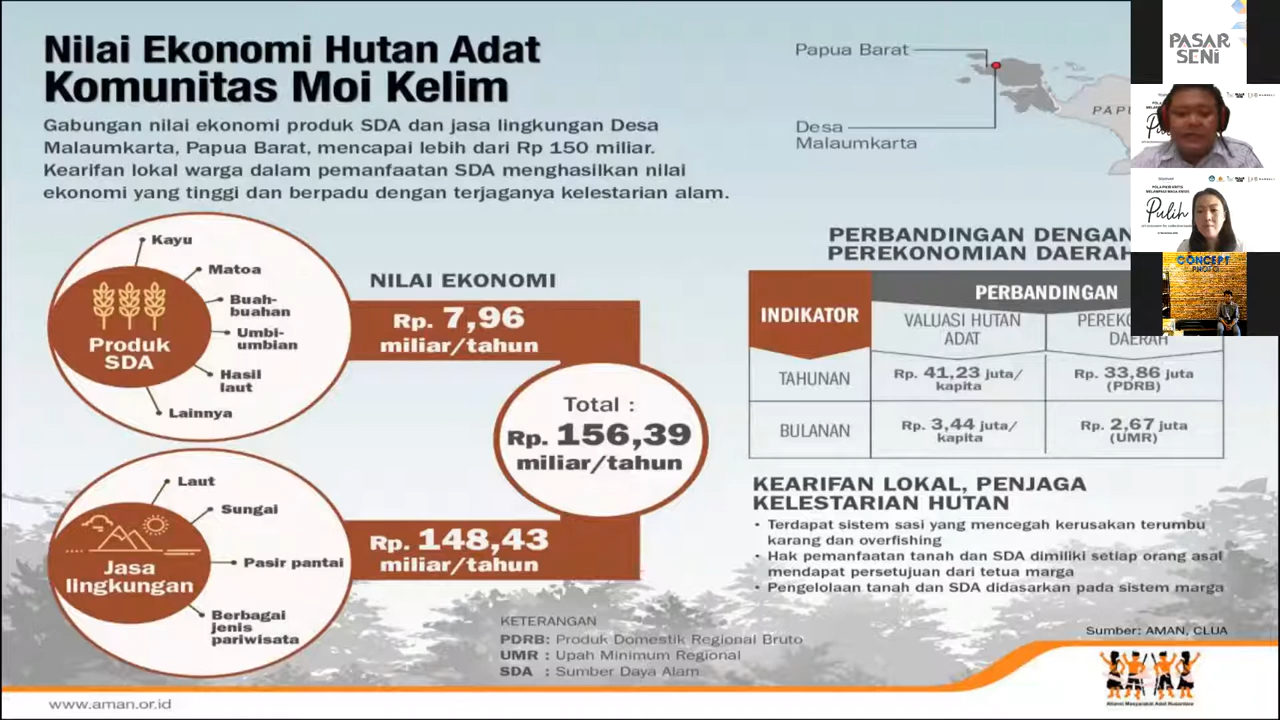 Nilai Ekonomi Hutan Adat
Komunitas Moi Kelim
Gabungan nilai ekonomi produk SDA dan jasa lingkungan Desa
Malaumkarta, Papua Barat, mencapai lebih dari Rp 150 miliar.
Kearifan lokal warga dalam pemanfaatan SDA menghasilkan nilai
ekonomi yang tinggi dan berpadu dengan terjaganya kelestarian alam.
Papua Barat
Desa
Malaumkarta
PASAR
SENI
Pulih
CONCEPT
PHOTO
Produk
SDA
Kayu
Matoa
Buah-
buahan
Umbi-
umbian
Hasil
laut
Lainnya
NILAI EKONOMI
Rp. 7,96
miliar/tahun
Total :
Rp. 156,39
miliar/tahun
Rp. 148,43
miliar/tahun
Jasa
lingkungan
Laut
Sungai
Pasir pantai
Berbagai
jenis
pariwisata
PERBANDINGAN DENGAN
PEREKONOMIAN DAERAH
INDIKATOR
PERBANDINGAN
VALUASI HUTAN
ADAT
DAERAH
TAHUNAN
Rp. 41,23 juta/
kapita
Rp. 33,86 juta
(PDRB)
BULANAN
Rp. 3,44 juta/
kapita
Rp. 2,67 juta
(UMR)
KEARIFAN LOKAL, PENJAGA
KELESTARIAN HUTAN
• Terdapat sistem sasi yang mencegah kerusakan terumbu
karang dan overfishing
• Hak pemanfaatan tanah dan SDA dimiliki setiap orang asal
mendapat persetujuan dari tetua marga
• Pengelolaan tanah dan SDA didasarkan pada sistem marga
KETERANGAN
PDRB: Produk Domestik Regional Bruto
UMR : Upah Minimum Regional
SDA : Sumber Daya Alam
Sumber: AMAN, CLUA
Aliansi Masyarakat Adat Nusantara
www.aman.or.id